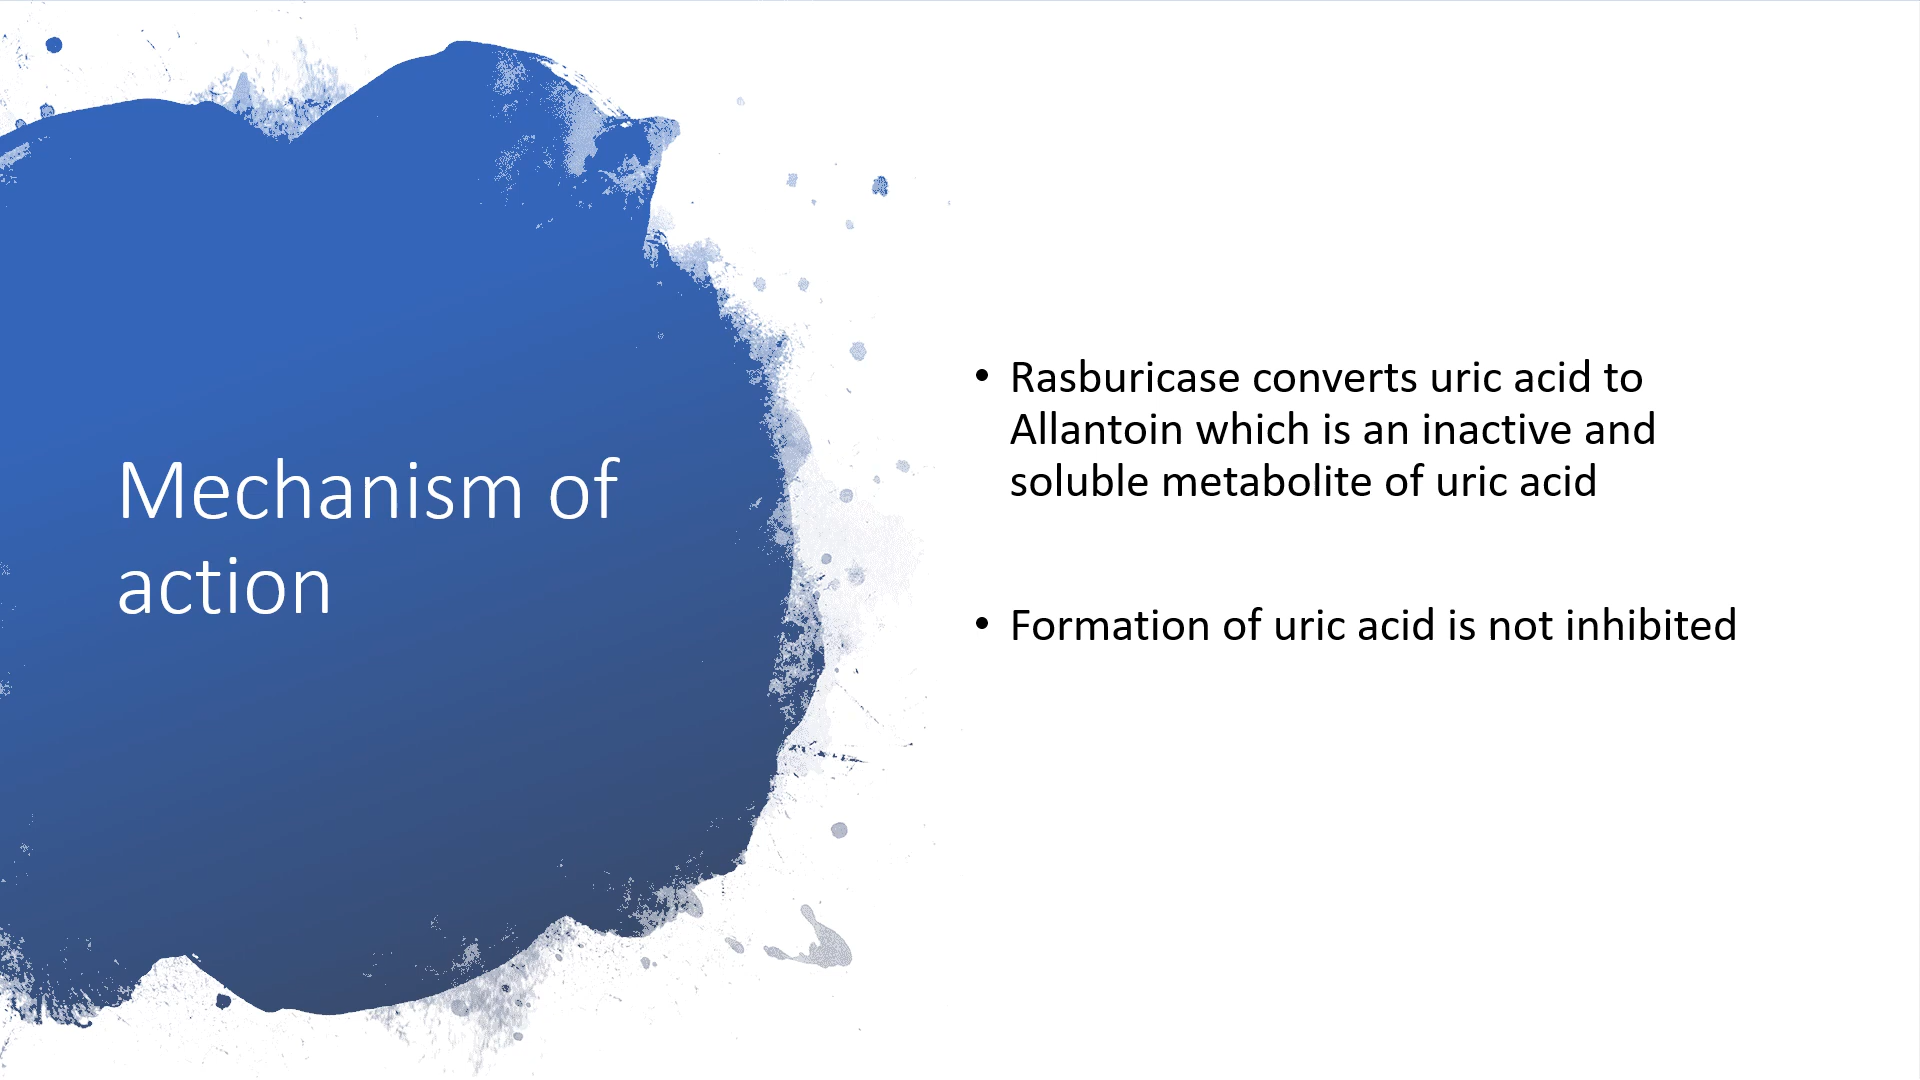 Mechanism of
action
• Rasburicase converts uric acid to
Allantoin which is an inactive and
soluble metabolite of uric acid
• Formation of uric acid is not inhibited